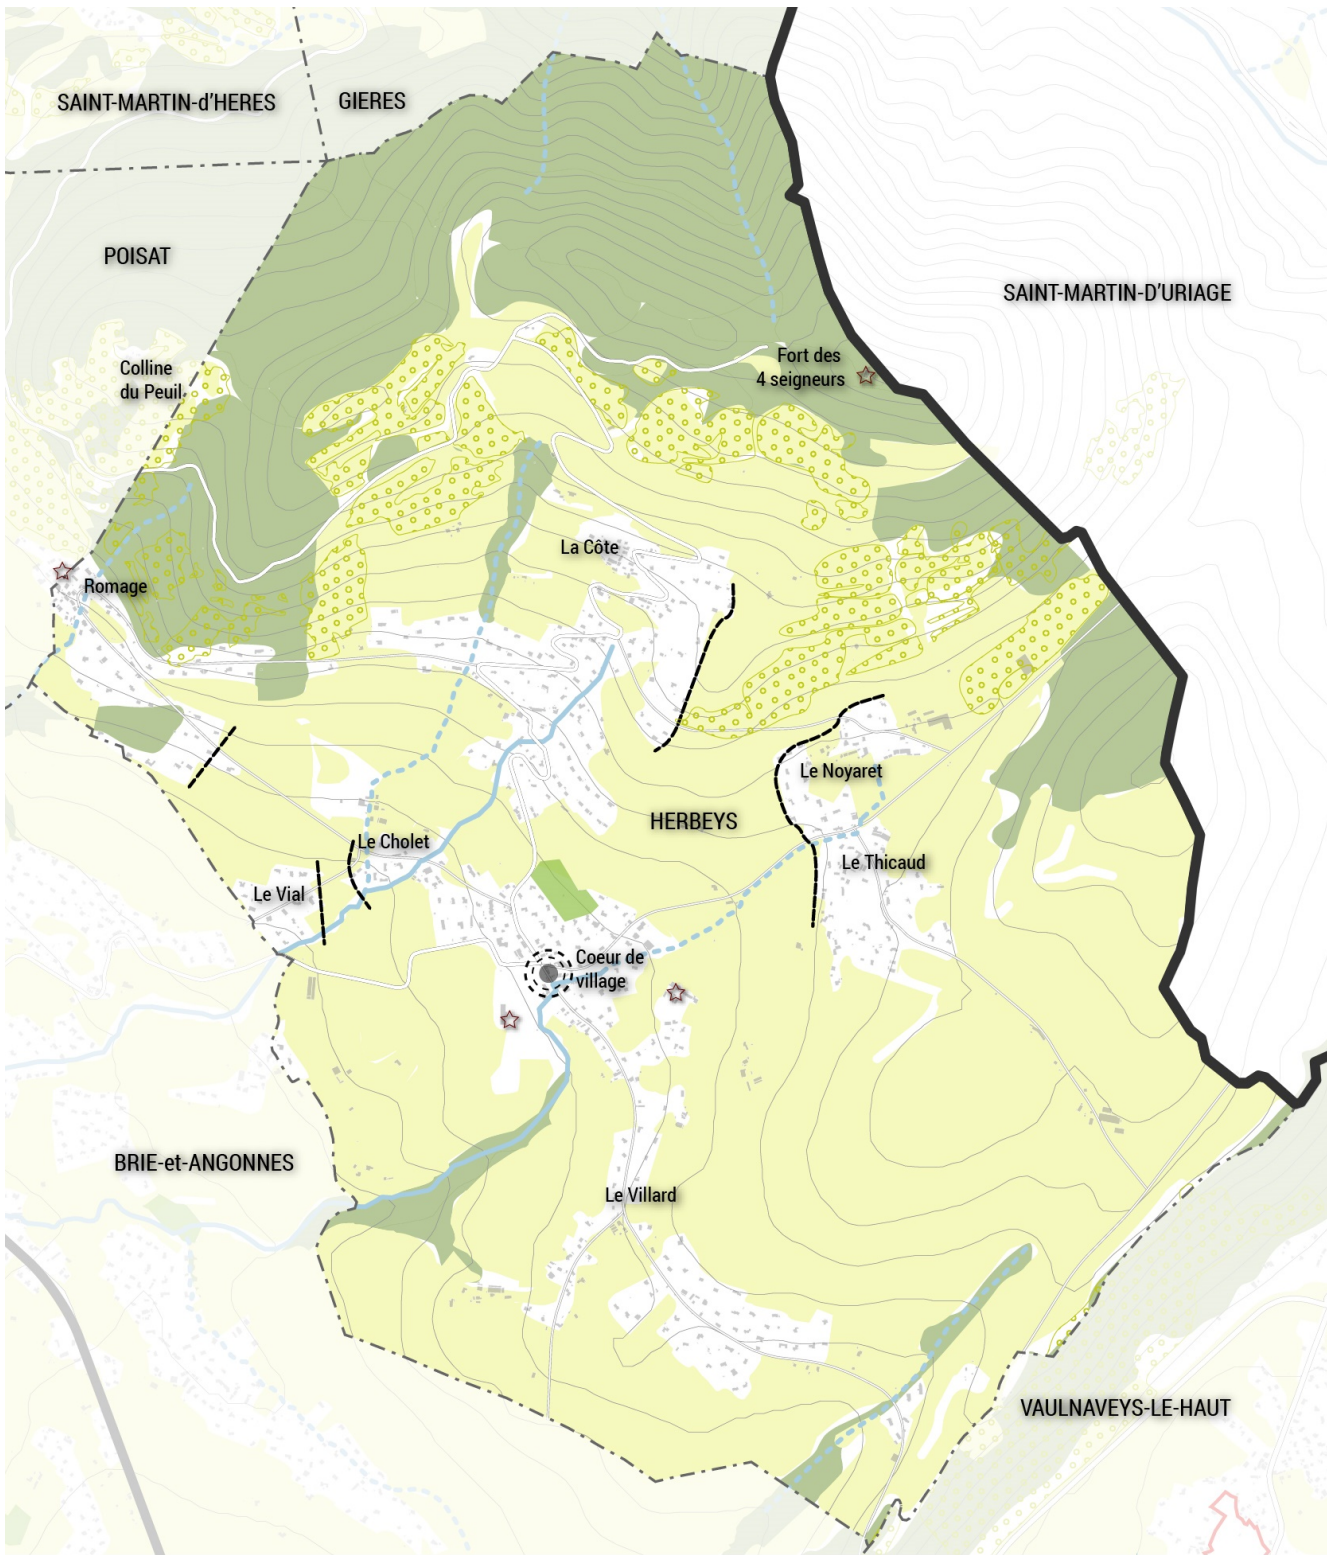 SAINT-MARTIN-d'HERES
GIERES
POISAT
SAINT-MARTIN-D'URIAGE
Colline
du Peuil
Fort des
4 seigneurs
La Côte
Romage
Le Noyaret
HERBEYS
Le Cholet
Le Thicaud
Le Vial
Coeur de
village
BRIE-et-ANGONNES
Le Villard
VAULNAVEYS-LE-HAUT